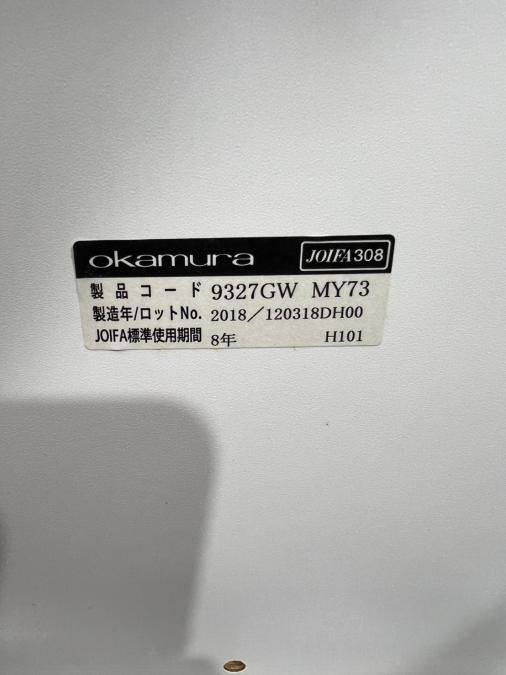 okamura JOIFA308
製品コード 9327GW MY73
製造年/ロットNo. 2018/120318DH00
JOIFA標準使用期間 8年 H101